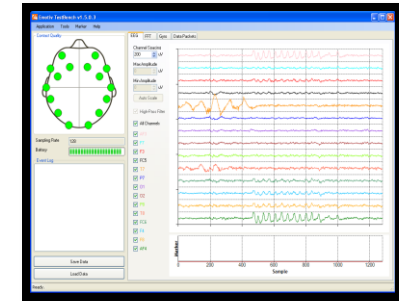 Emotiv TestBench v1.5.0.3
Application Tools Marker Help
Contact Quality
EEG FFT Gyro Data Packets
Channel Spacing
200 uV
Max Amplitude
uV
Min Amplitude
uV
Auto Scale
High-Pass Filter
All Channels
AF3
F7
F3
FC5
T7
P7
O1
O2
P8
T8
FC6
F4
F8
AF4
Sampling Rate 128
Battery
Event Log
Save Data
Load Data
Marker
0 200 400 600 800 1000 1200
Sample
Ready